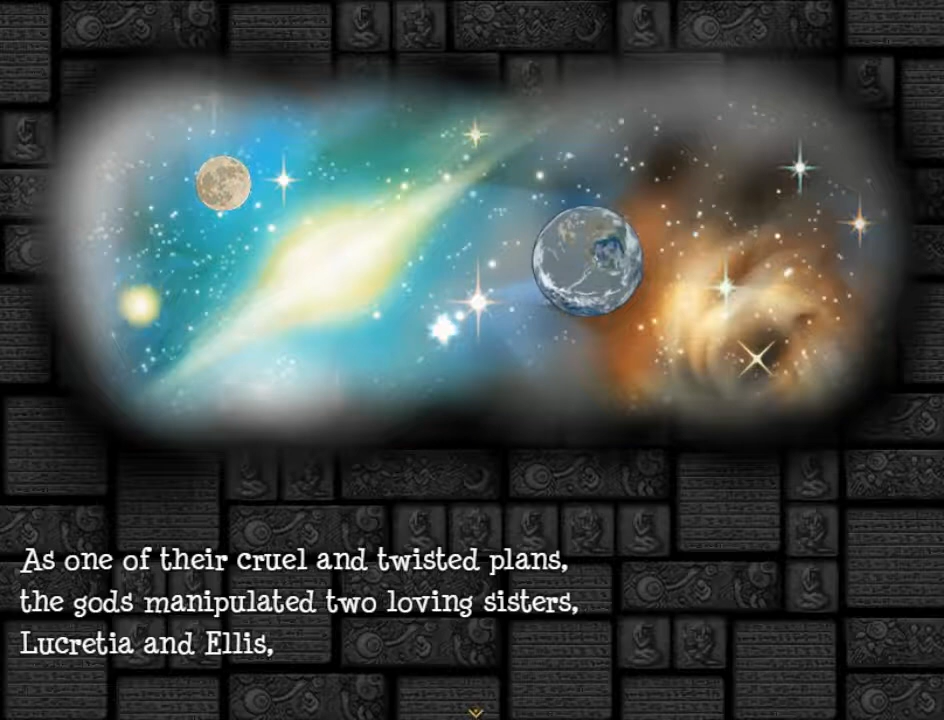 As one of their cruel and twisted plans,
the gods manipulated two loving sisters,
Lucretia and Ellis,